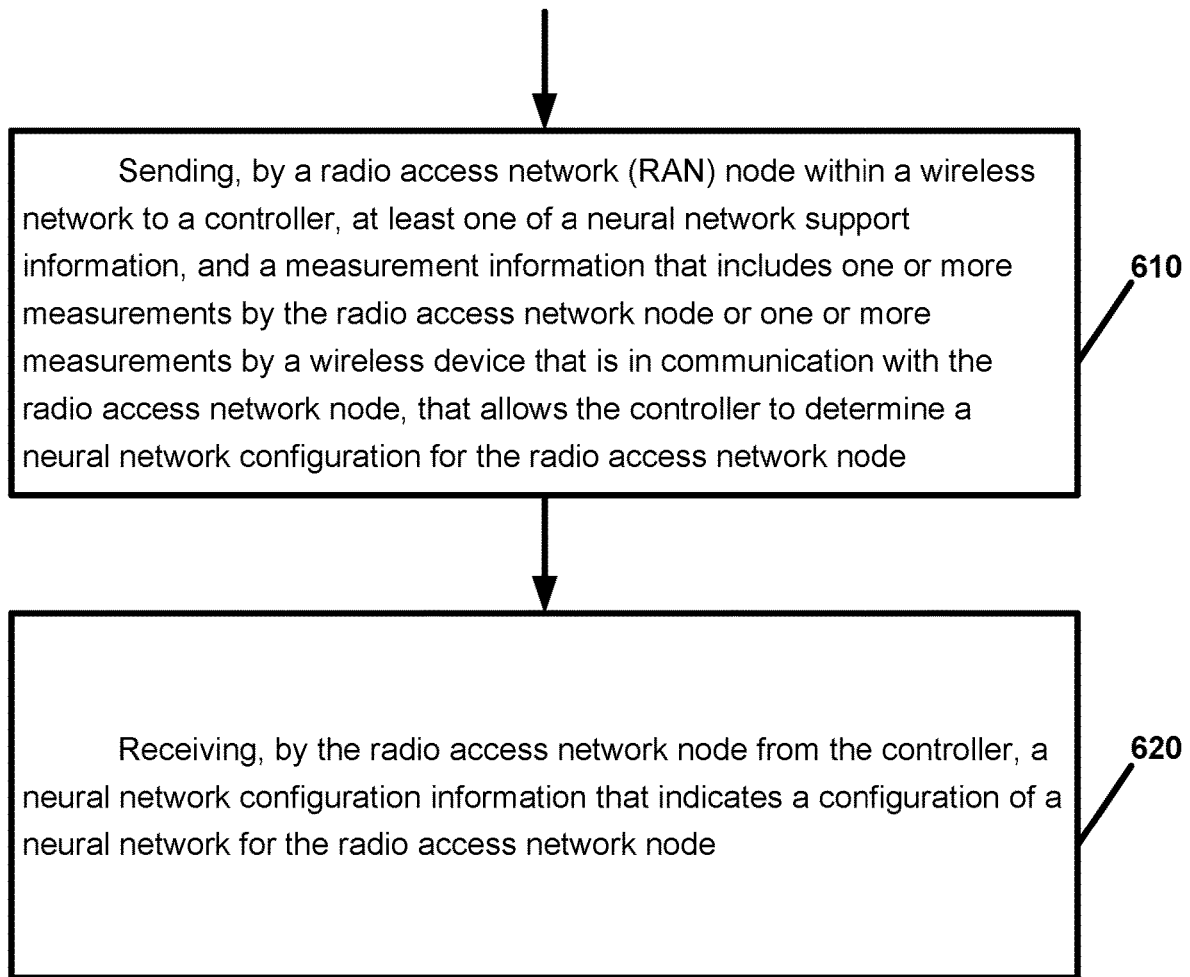 Sending, by a radio access network (RAN) node within a wireless
network to a controller, at least one of a neural network support
information, and a measurement information that includes one or more
measurements by the radio access network node or one or more
measurements by a wireless device that is in communication with the
radio access network node, that allows the controller to determine a
neural network configuration for the radio access network node
610
Receiving, by the radio access network node from the controller, a
neural network configuration information that indicates a configuration of a
neural network for the radio access network node
620